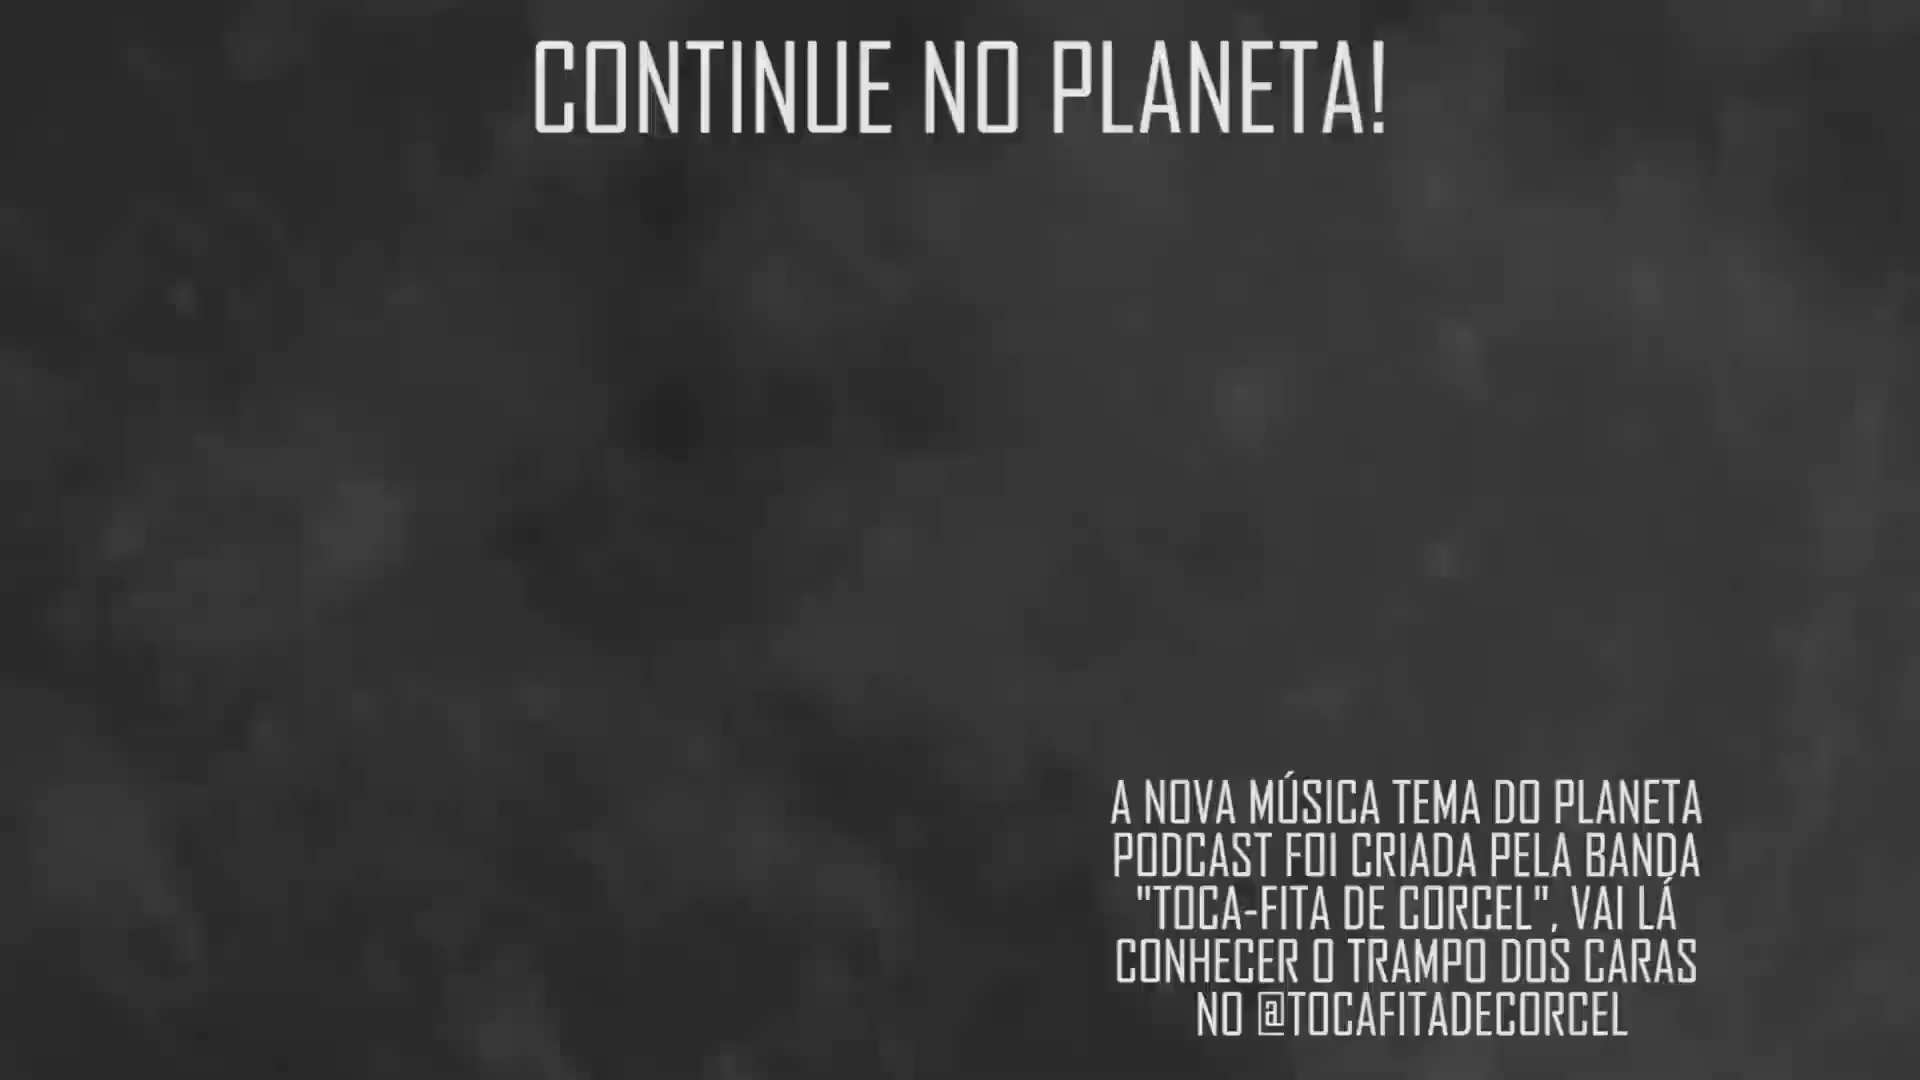 CONTINUE NO PLANETA!
A NOVA MÚSICA TEMA DO PLANETA
PODCAST FOI CRIADA PELA BANDA
"TOCA-FITA DE CORCEL", VAI LÁ
CONHECER O TRAMPO DOS CARAS
NO @TOCAFITADECORCEL